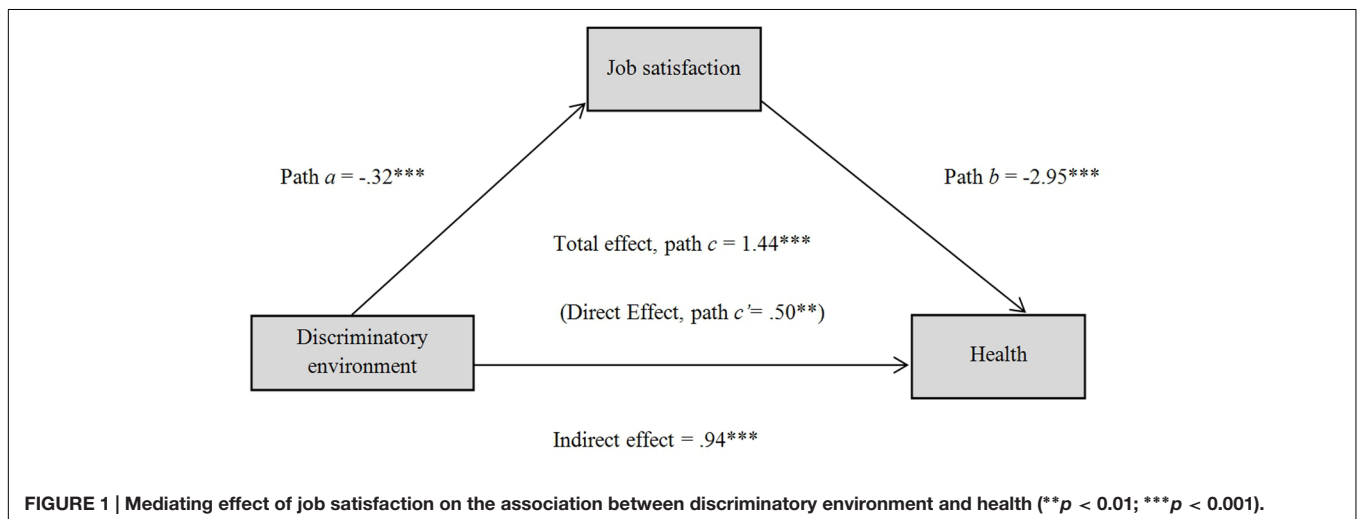 Job satisfaction
Path a = -.32***
Path b = -2.95***
Total effect, path c = 1.44***
(Direct Effect, path c’= .50**)
Discriminatory
environment
Health
Indirect effect = .94***
FIGURE 1 | Mediating effect of job satisfaction on the association between discriminatory environment and health (**p < 0.01; ***p < 0.001).